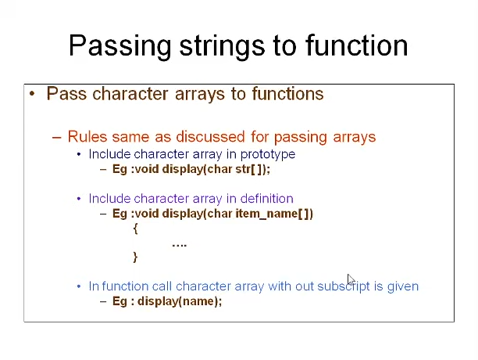 Passing strings to function
• Pass character arrays to functions
– Rules same as discussed for passing arrays
• Include character array in prototype
– Eg :void display(char str[ ]);
• Include character array in definition
– Eg :void display(char item_name[ ])
{
....
}
• In function call character array with out subscript is given
– Eg : display(name);